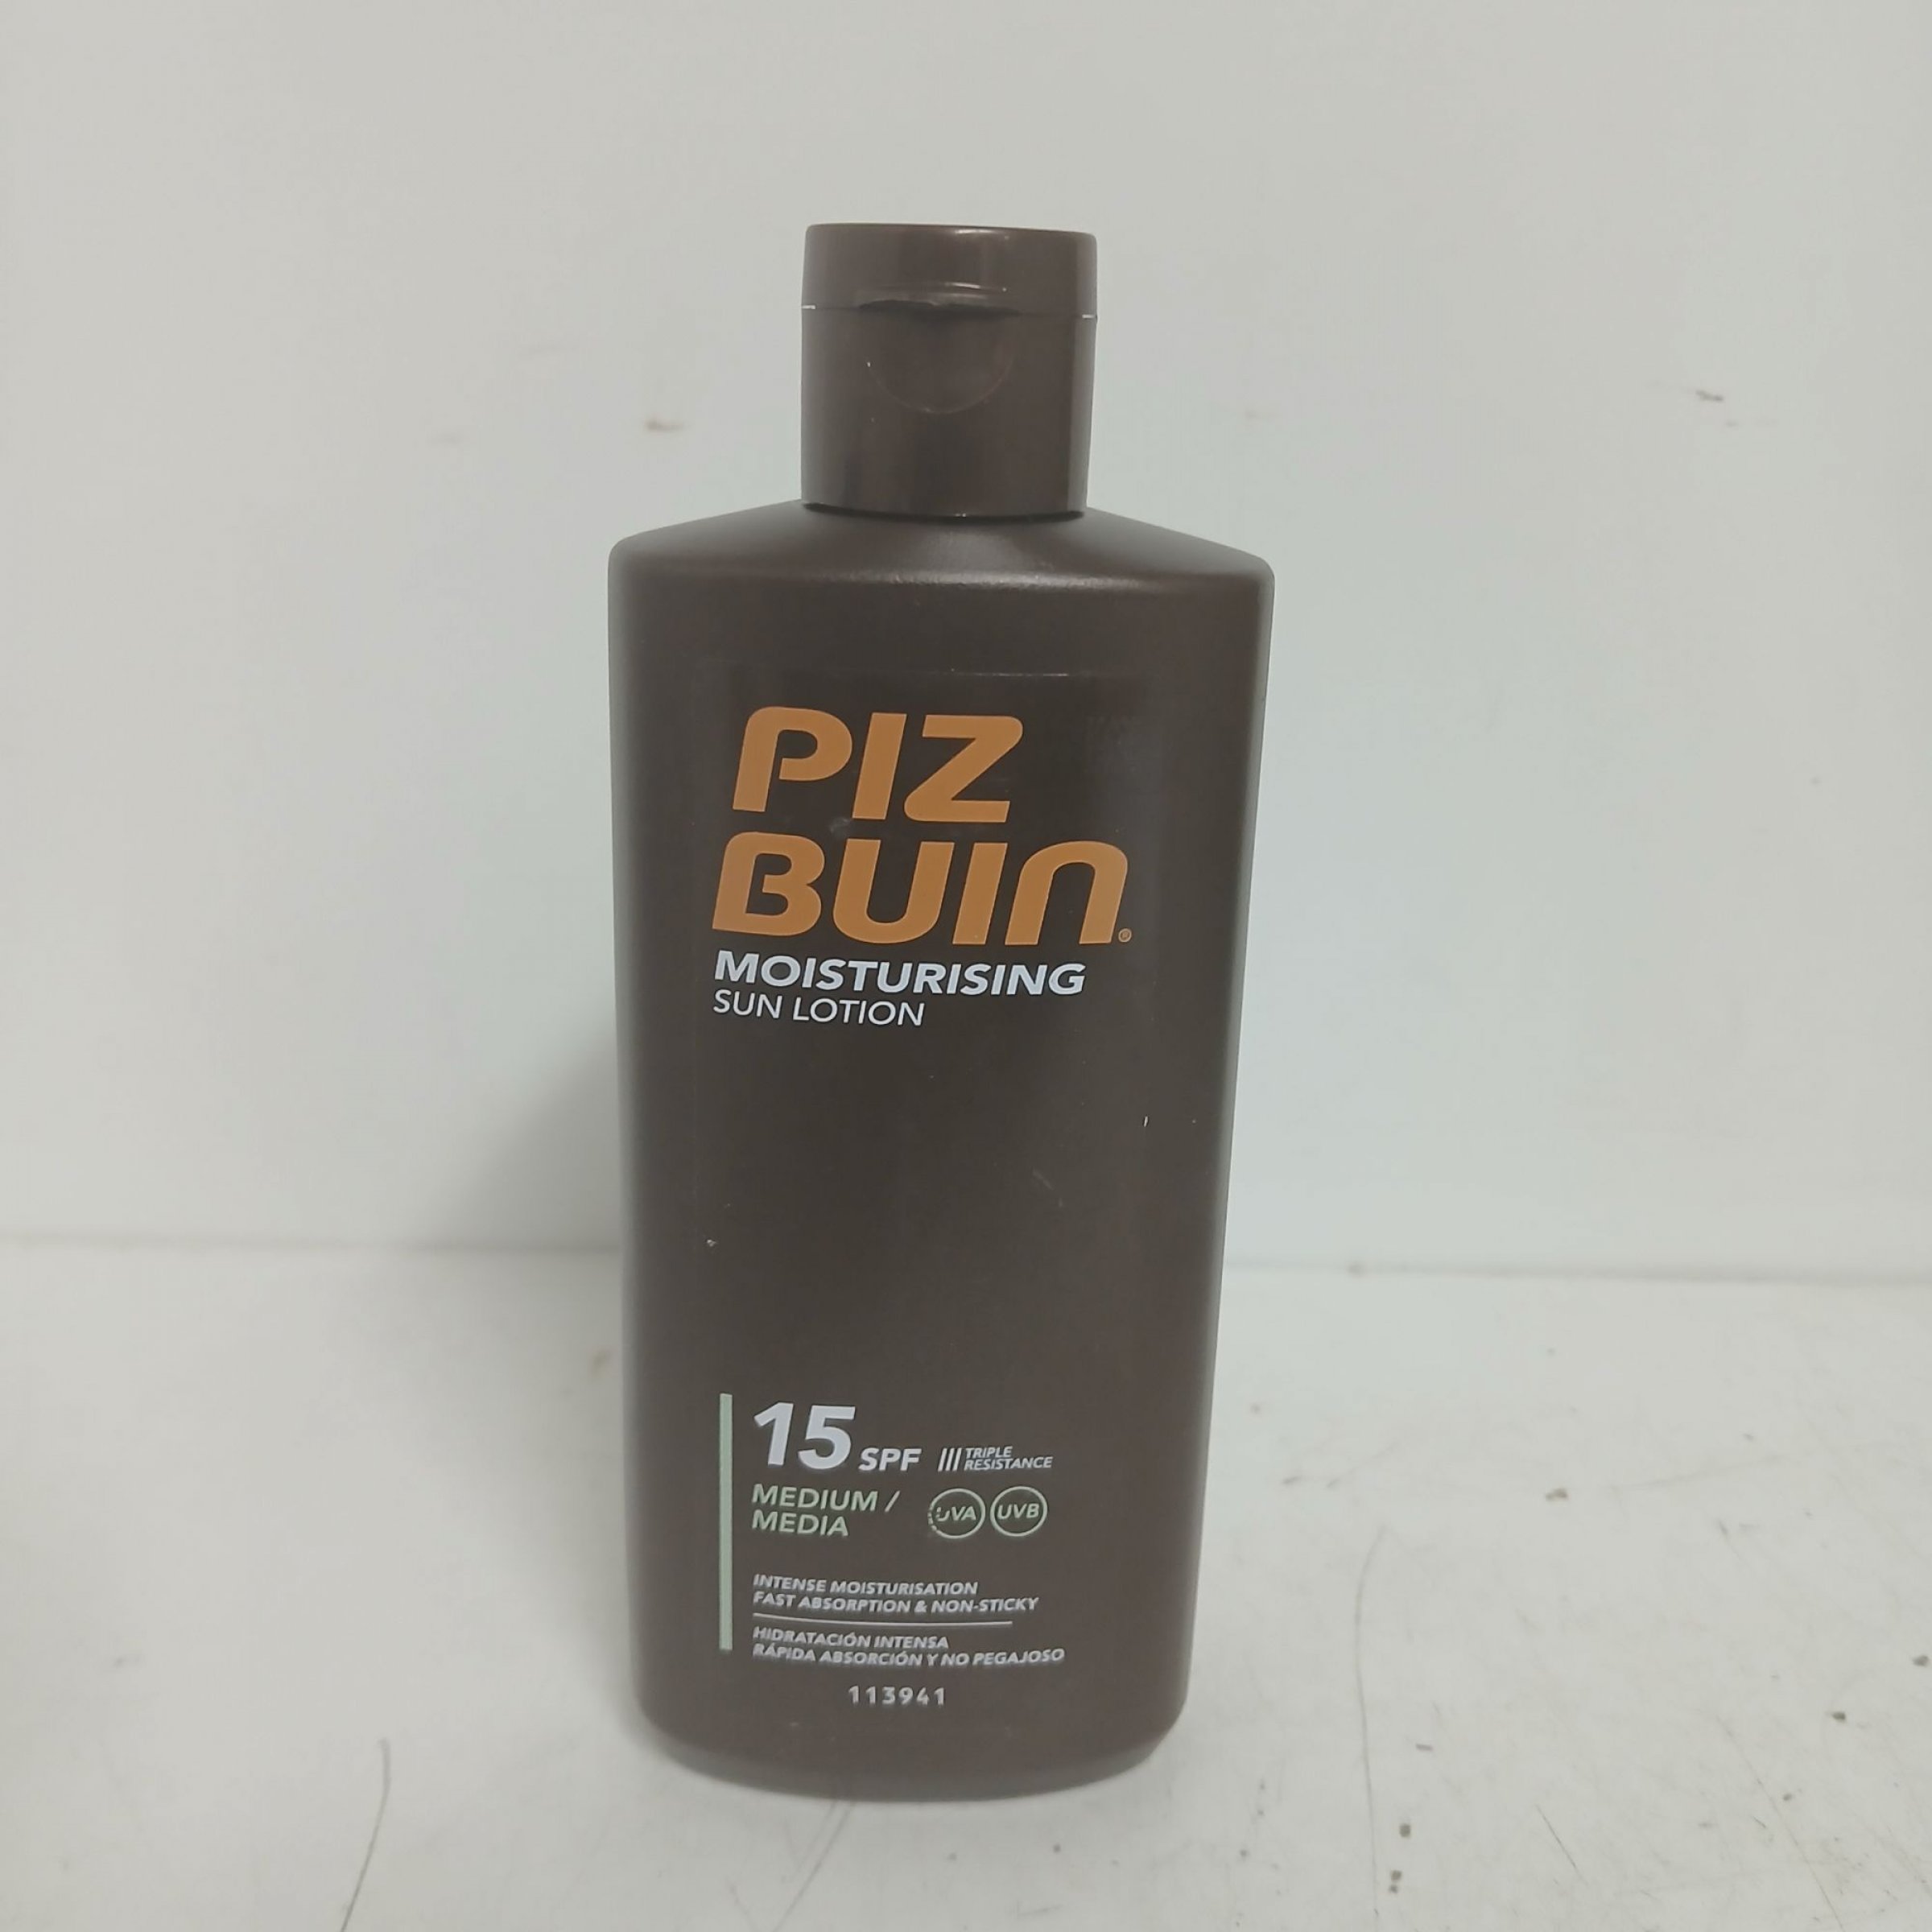 PIZ
BUIN®
MOISTURISING
SUN LOTION
15 SPF
TRIPLE
RESISTANCE
MEDIUM /
MEDIA
UVA UVB
INTENSE MOISTURISATION
FAST ABSORPTION & NON-STICKY
HIDRATACIÓN INTENSA
RÁPIDA ABSORCIÓN Y NO PEGAJOSO
113941